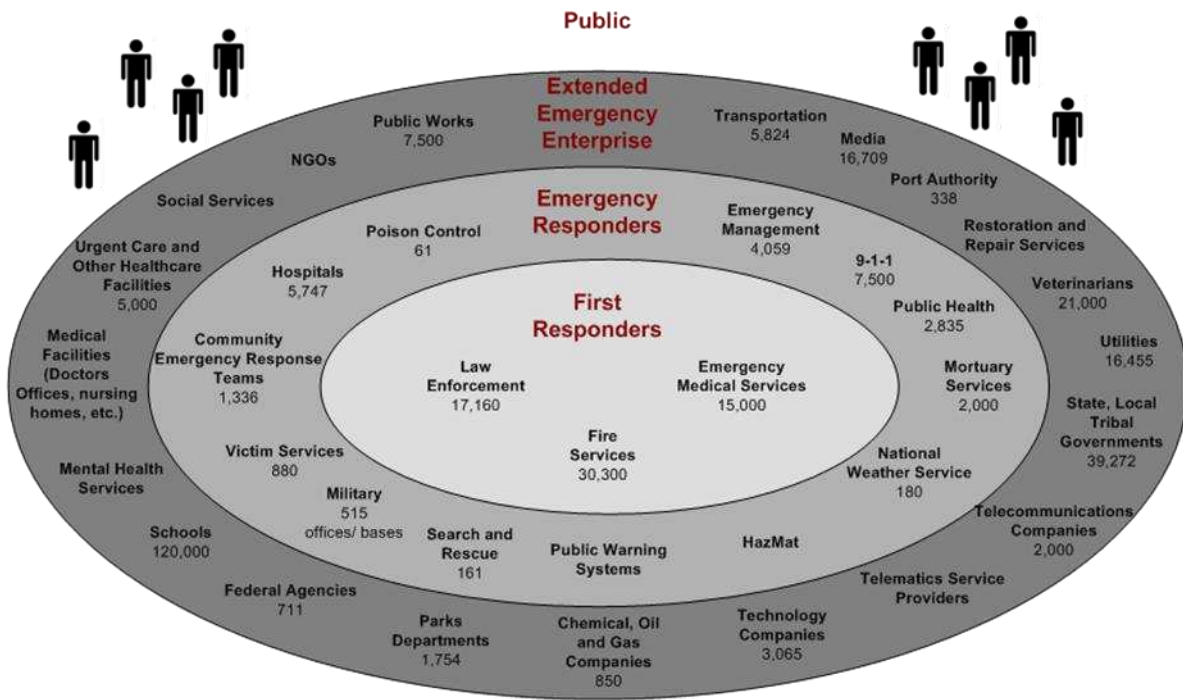 Public
Extended
Emergency
Enterprise
Public Works
7,500
Transportation
5,824
Media
16,709
NGOs
Port Authority
338
Social Services
Restoration and
Repair Services
Urgent Care and
Other Healthcare
Facilities
5,000
Veterinarians
21,000
Medical
Facilities
(Doctors
Offices, nursing
homes, etc.)
Utilities
16,455
State, Local
Tribal
Governments
39,272
Mental Health
Services
Schools
120,000
Telecommunications
Companies
2,000
Federal Agencies
711
Telematics Service
Providers
Parks
Departments
1,754
Chemical, Oil
and Gas
Companies
850
Technology
Companies
3,065
Emergency
Responders
Poison Control
61
Emergency
Management
4,059
Hospitals
5,747
9-1-1
7,500
Public Health
2,835
Community
Emergency Response
Teams
1,336
Mortuary
Services
2,000
Victim Services
880
National
Weather Service
180
Military
515
offices/ bases
Search and
Rescue
161
Public Warning
Systems
HazMat
First
Responders
Law
Enforcement
17,160
Emergency
Medical Services
15,000
Fire
Services
30,300